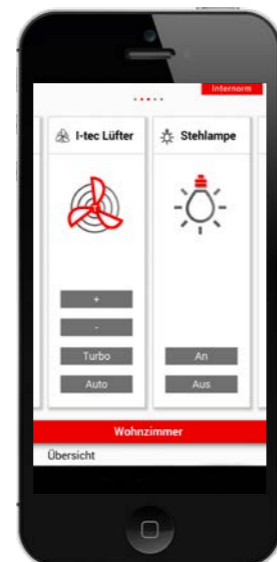 Internorm
I-tec Lüfter
Stehlampe
+
-
Turbo
Auto
An
Aus
Wohnzimmer
Übersicht